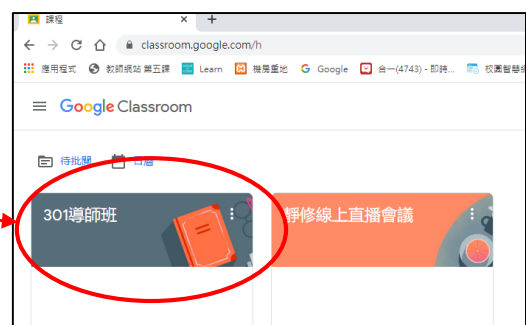 課程
classroom.google.com/h
應用程式 教師網站 第五課 Learn 機房重地 Google 合一(4743) - 即時... 校園智慧網
Google Classroom
待批閱 日曆
301導師班
靜修線上直播會議